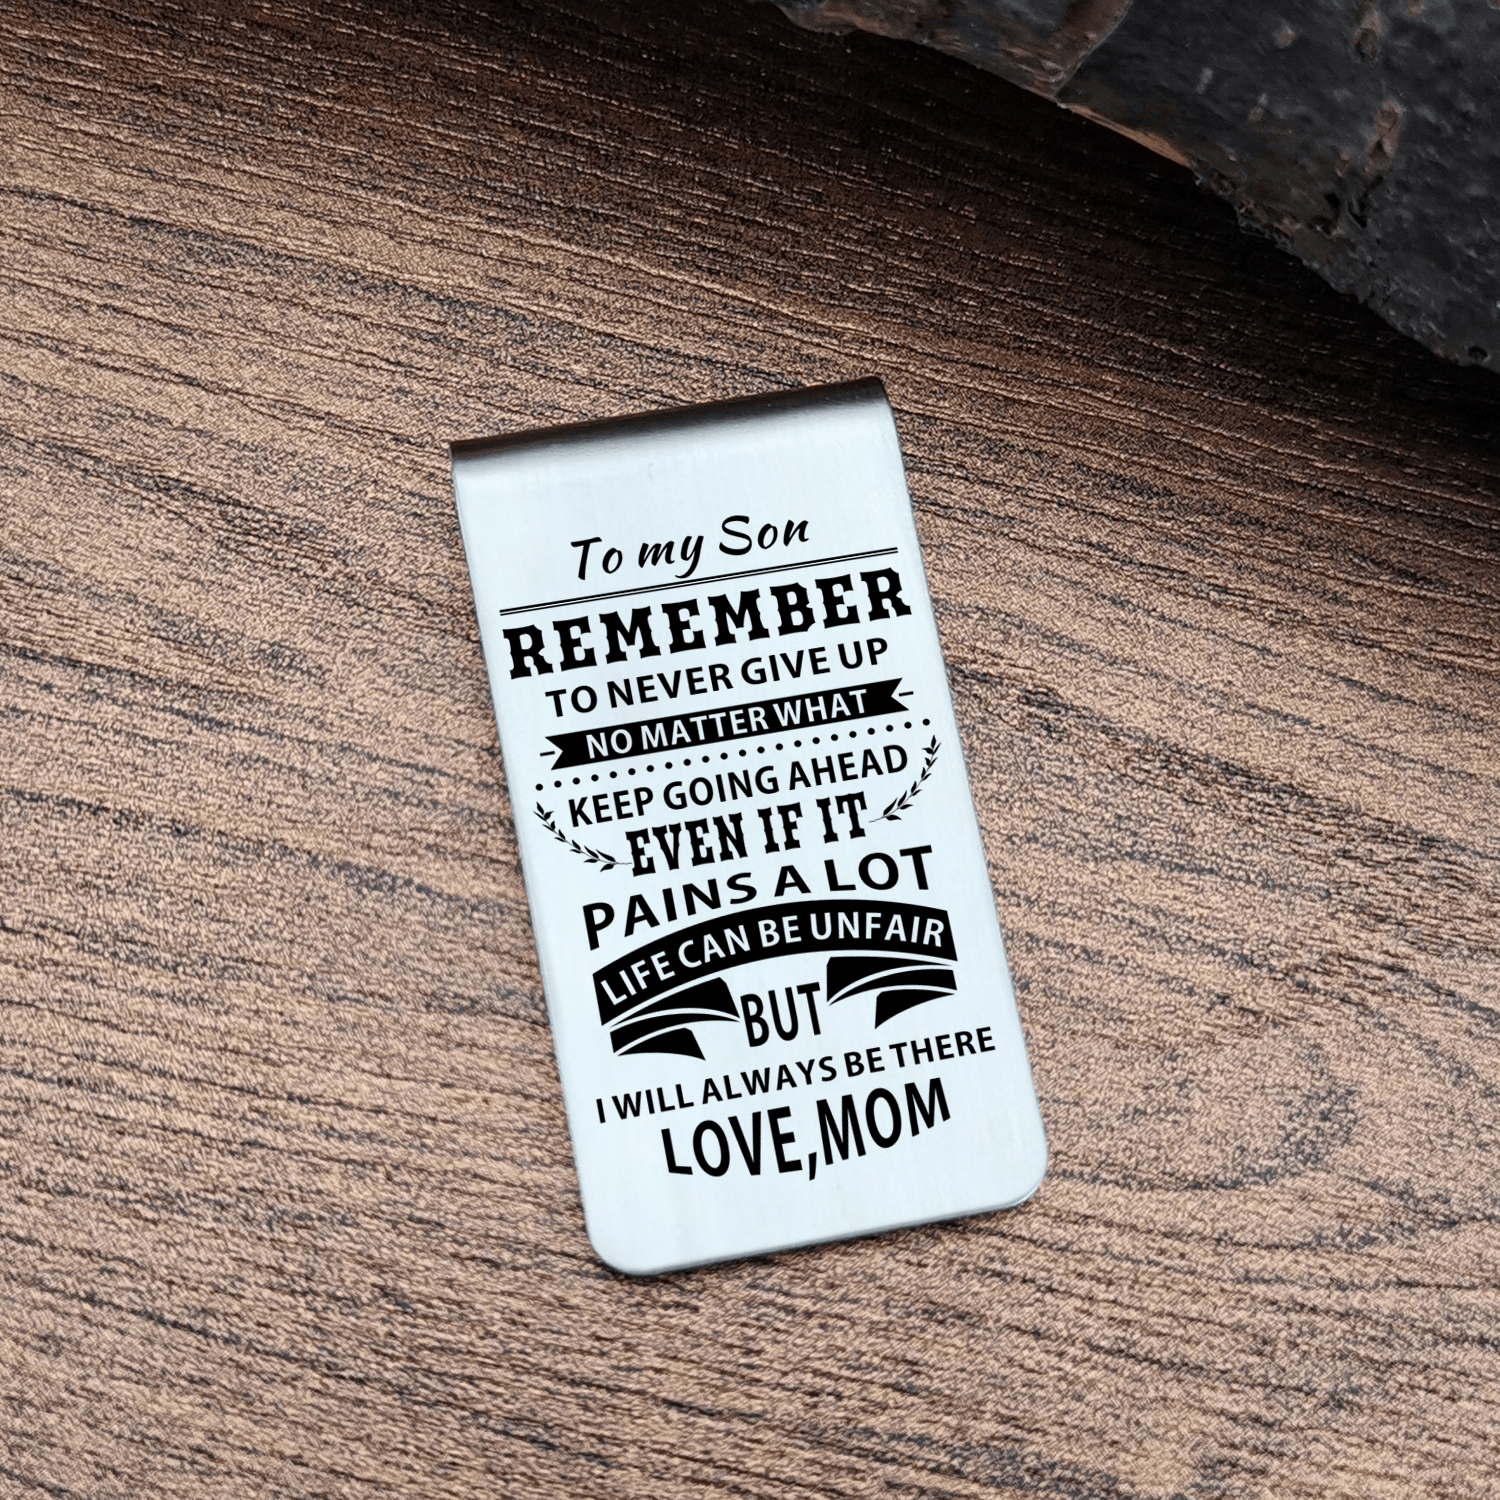 To my Son
REMEMBER
TO NEVER GIVE UP
NO MATTER WHAT
KEEP GOING AHEAD
EVEN IF IT
PAINS A LOT
LIFE CAN BE UNFAIR
BUT
I WILL ALWAYS BE THERE
LOVE,MOM